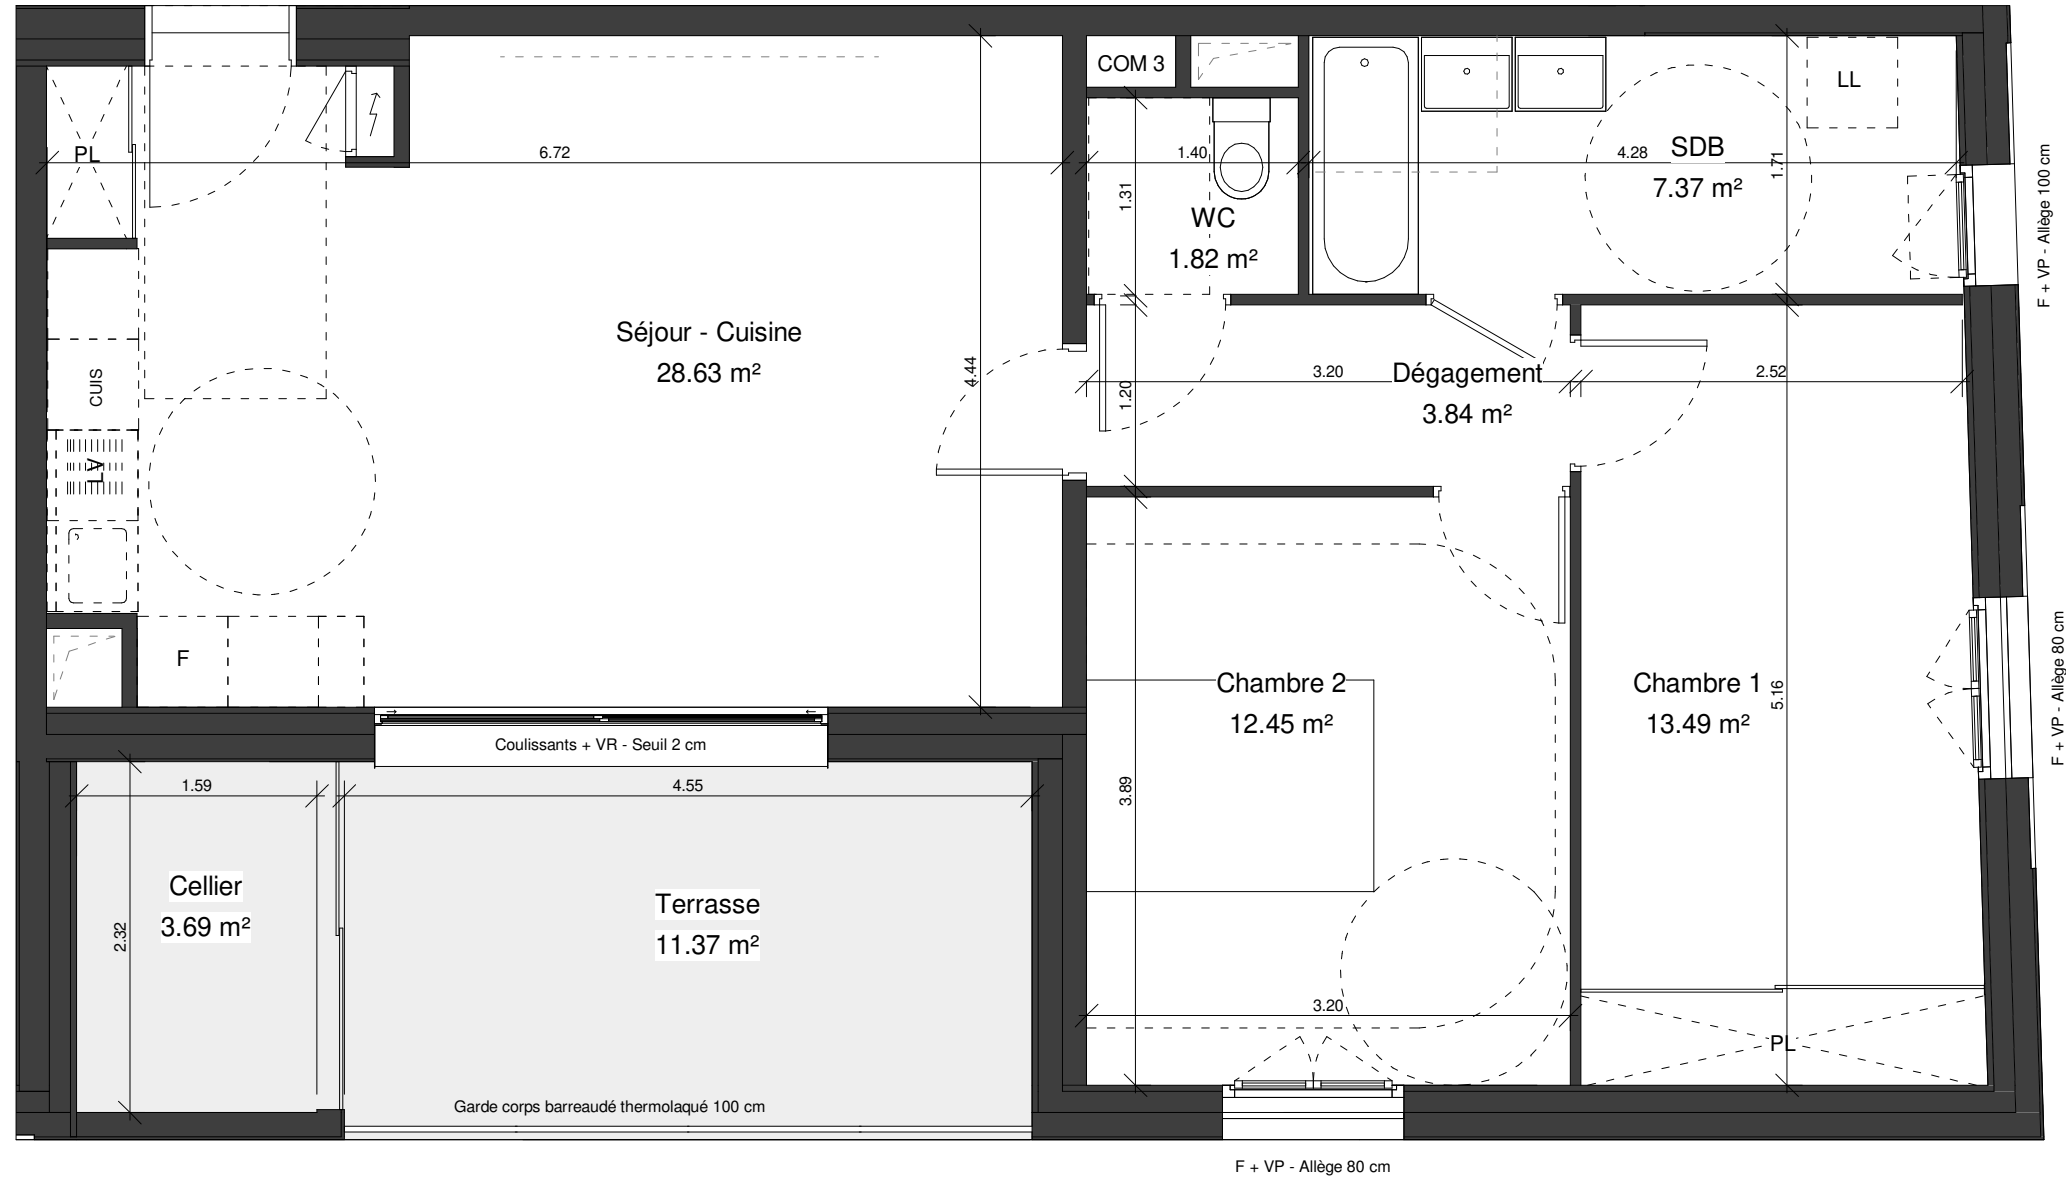 COM 3
LL
PL
6.72
1.40
4.28
SDB
7.37 m²
1.71
1.31
WC
1.82 m²
F + VP - Allège 100 cm
Séjour - Cuisine
28.63 m²
4.44
CUIS
LV
1.20
3.20
Dégagement
3.84 m²
2.52
F
Chambre 2
12.45 m²
Chambre 1
13.49 m²
5.16
F + VP - Allège 80 cm
Coulissants + VR - Seuil 2 cm
1.59
4.55
3.89
Cellier
3.69 m²
2.32
Terrasse
11.37 m²
3.20
PL
Garde corps barreaudé thermolaqué 100 cm
F + VP - Allège 80 cm